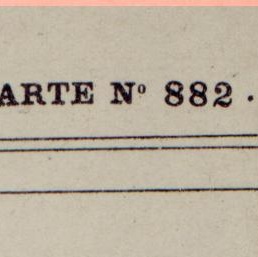 ARTE Nº 882 .